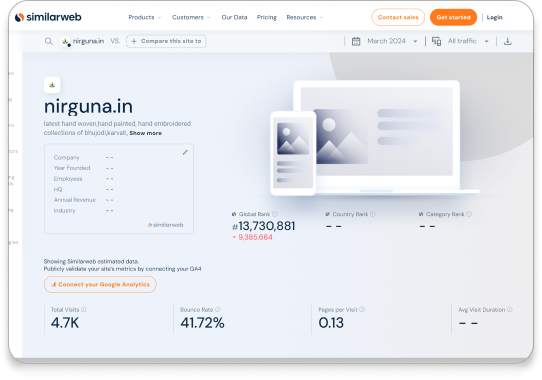 similarweb
Products Customers Our Data Pricing Resources Contact sales Get started Login
nirguna.in VS. + Compare this site to March 2024 All traffic
nirguna.in
latest hand woven,hand painted, hand embroidered
collections of bhujodi,karvati, Show more
Company - -
Year Founded - -
Employees - -
HQ - -
Annual Revenue - -
Industry - -
similarweb
Global Rank Country Rank Category Rank
#13,730,881 - - - -
9,385,664
Showing Similarweb estimated data.
Publicly validate your site's metrics by connecting your GA4
Connect your Google Analytics
Total Visits Bounce Rate Pages per Visit Avg Visit Duration
4.7K 41.72% 0.13 - -